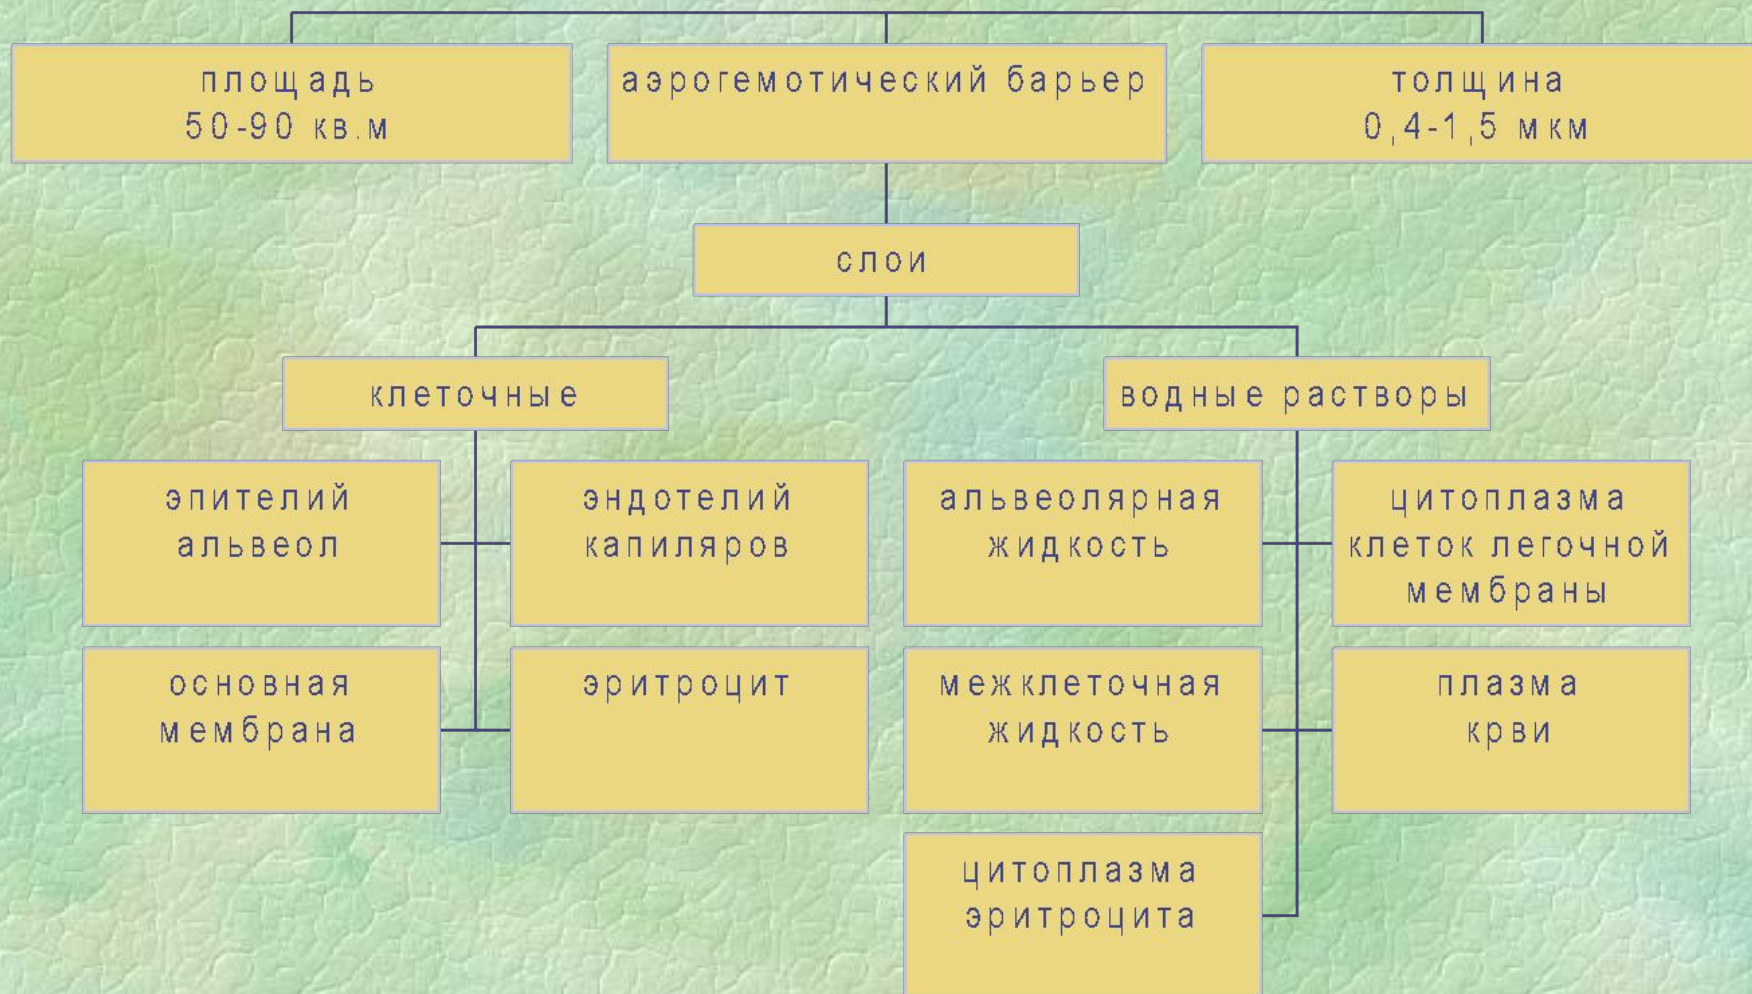 площадь
50-90 кв.м
аэрогемотический барьер
толщина
0,4-1,5 мкм
слои
клеточные
водные растворы
эпителий
альвеол
эндотелий
капиляров
альвеолярная
жидкость
цитоплазма
клеток легочной
мембраны
основная
мембрана
эритроцит
межклеточная
жидкость
плазма
крви
цитоплазма
эритроцита